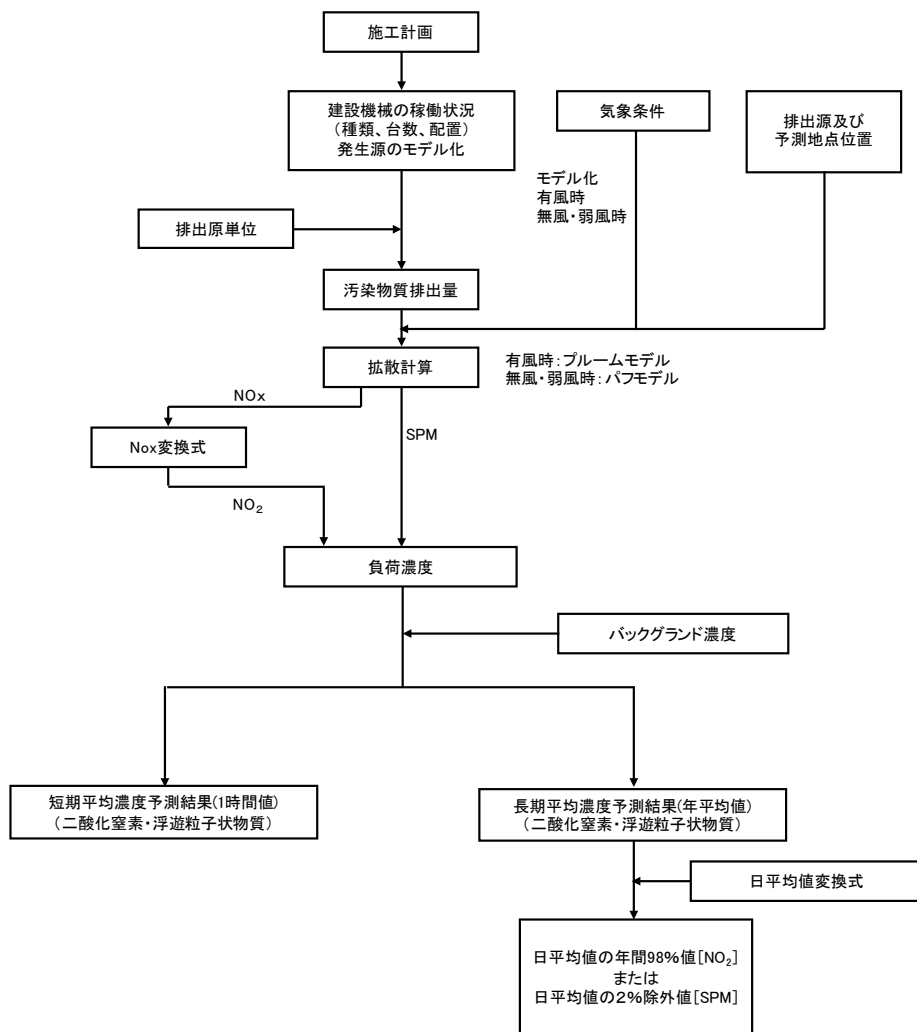 施工計画
建設機械の稼働状況
（種類、台数、配置）
発生源のモデル化
気象条件
排出源及び
予測地点位置
モデル化
有風時
無風・弱風時
排出原単位
汚染物質排出量
拡散計算
有風時：プルームモデル
無風・弱風時：パフモデル
NOx
SPM
Nox変換式
NO₂
負荷濃度
バックグランド濃度
短期平均濃度予測結果(1時間値)
（二酸化窒素・浮遊粒子状物質）
長期平均濃度予測結果(年平均値)
（二酸化窒素・浮遊粒子状物質）
日平均値変換式
日平均値の年間98%値[NO₂]
または
日平均値の２%除外値[SPM]